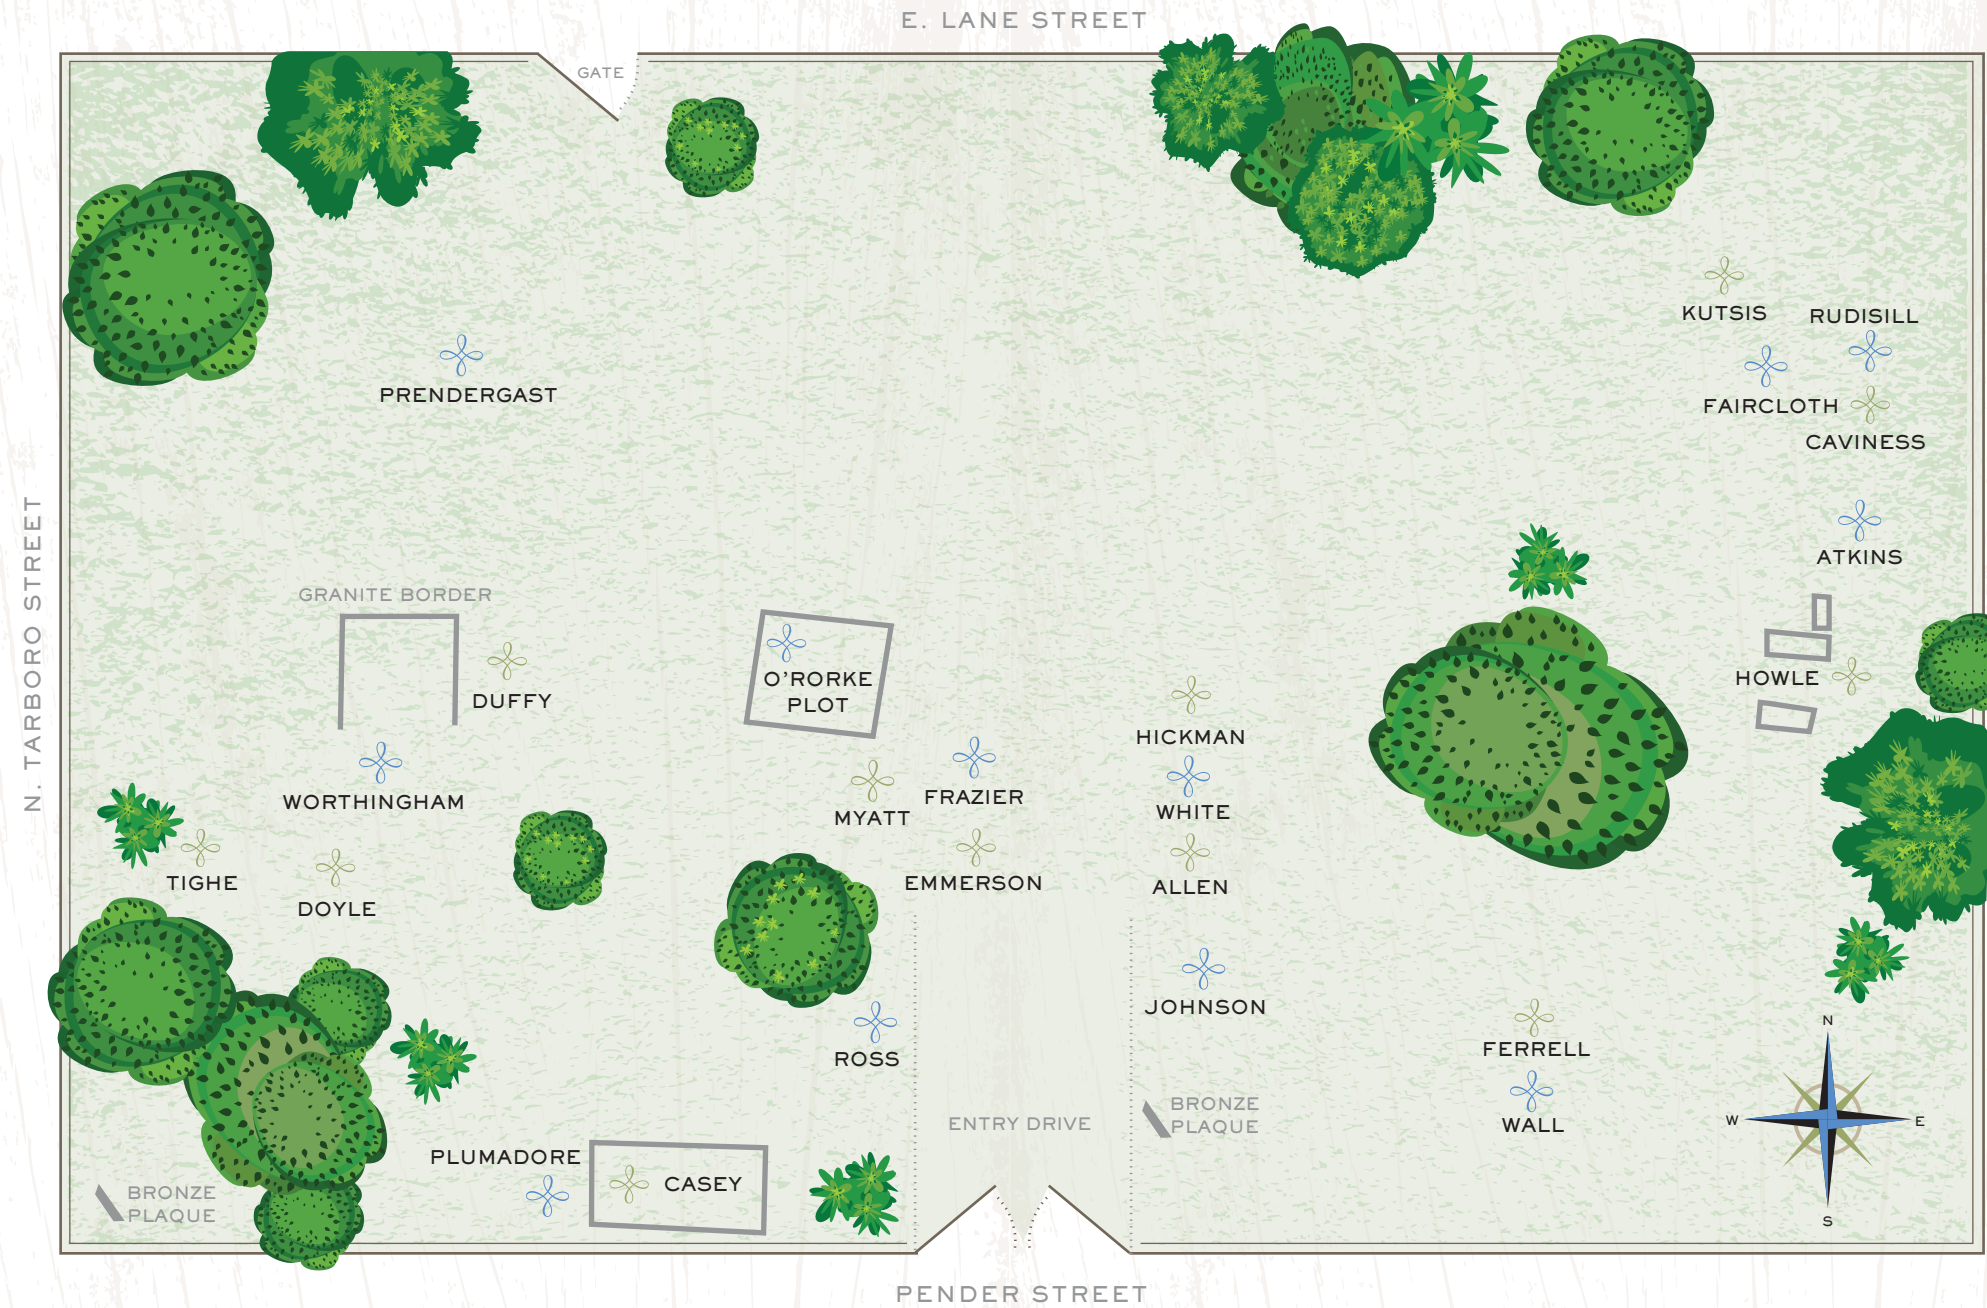 E. LANE STREET
GATE
KUTSIS
RUDISILL
PRENDERGAST
FAIRCLOTH
CAVINESS
N. TARBORO STREET
ATKINS
GRANITE BORDER
HOWLE
DUFFY
O'RORKE
PLOT
HICKMAN
WORTHINGHAM
FRAZIER
MYATT
WHITE
TIGHE
EMMERSON
ALLEN
DOYLE
JOHNSON
N
FERRELL
ROSS
BRONZE
PLAQUE
ENTRY DRIVE
WALL
W
E
PLUMADORE
CASEY
BRONZE
PLAQUE
S
PENDER STREET